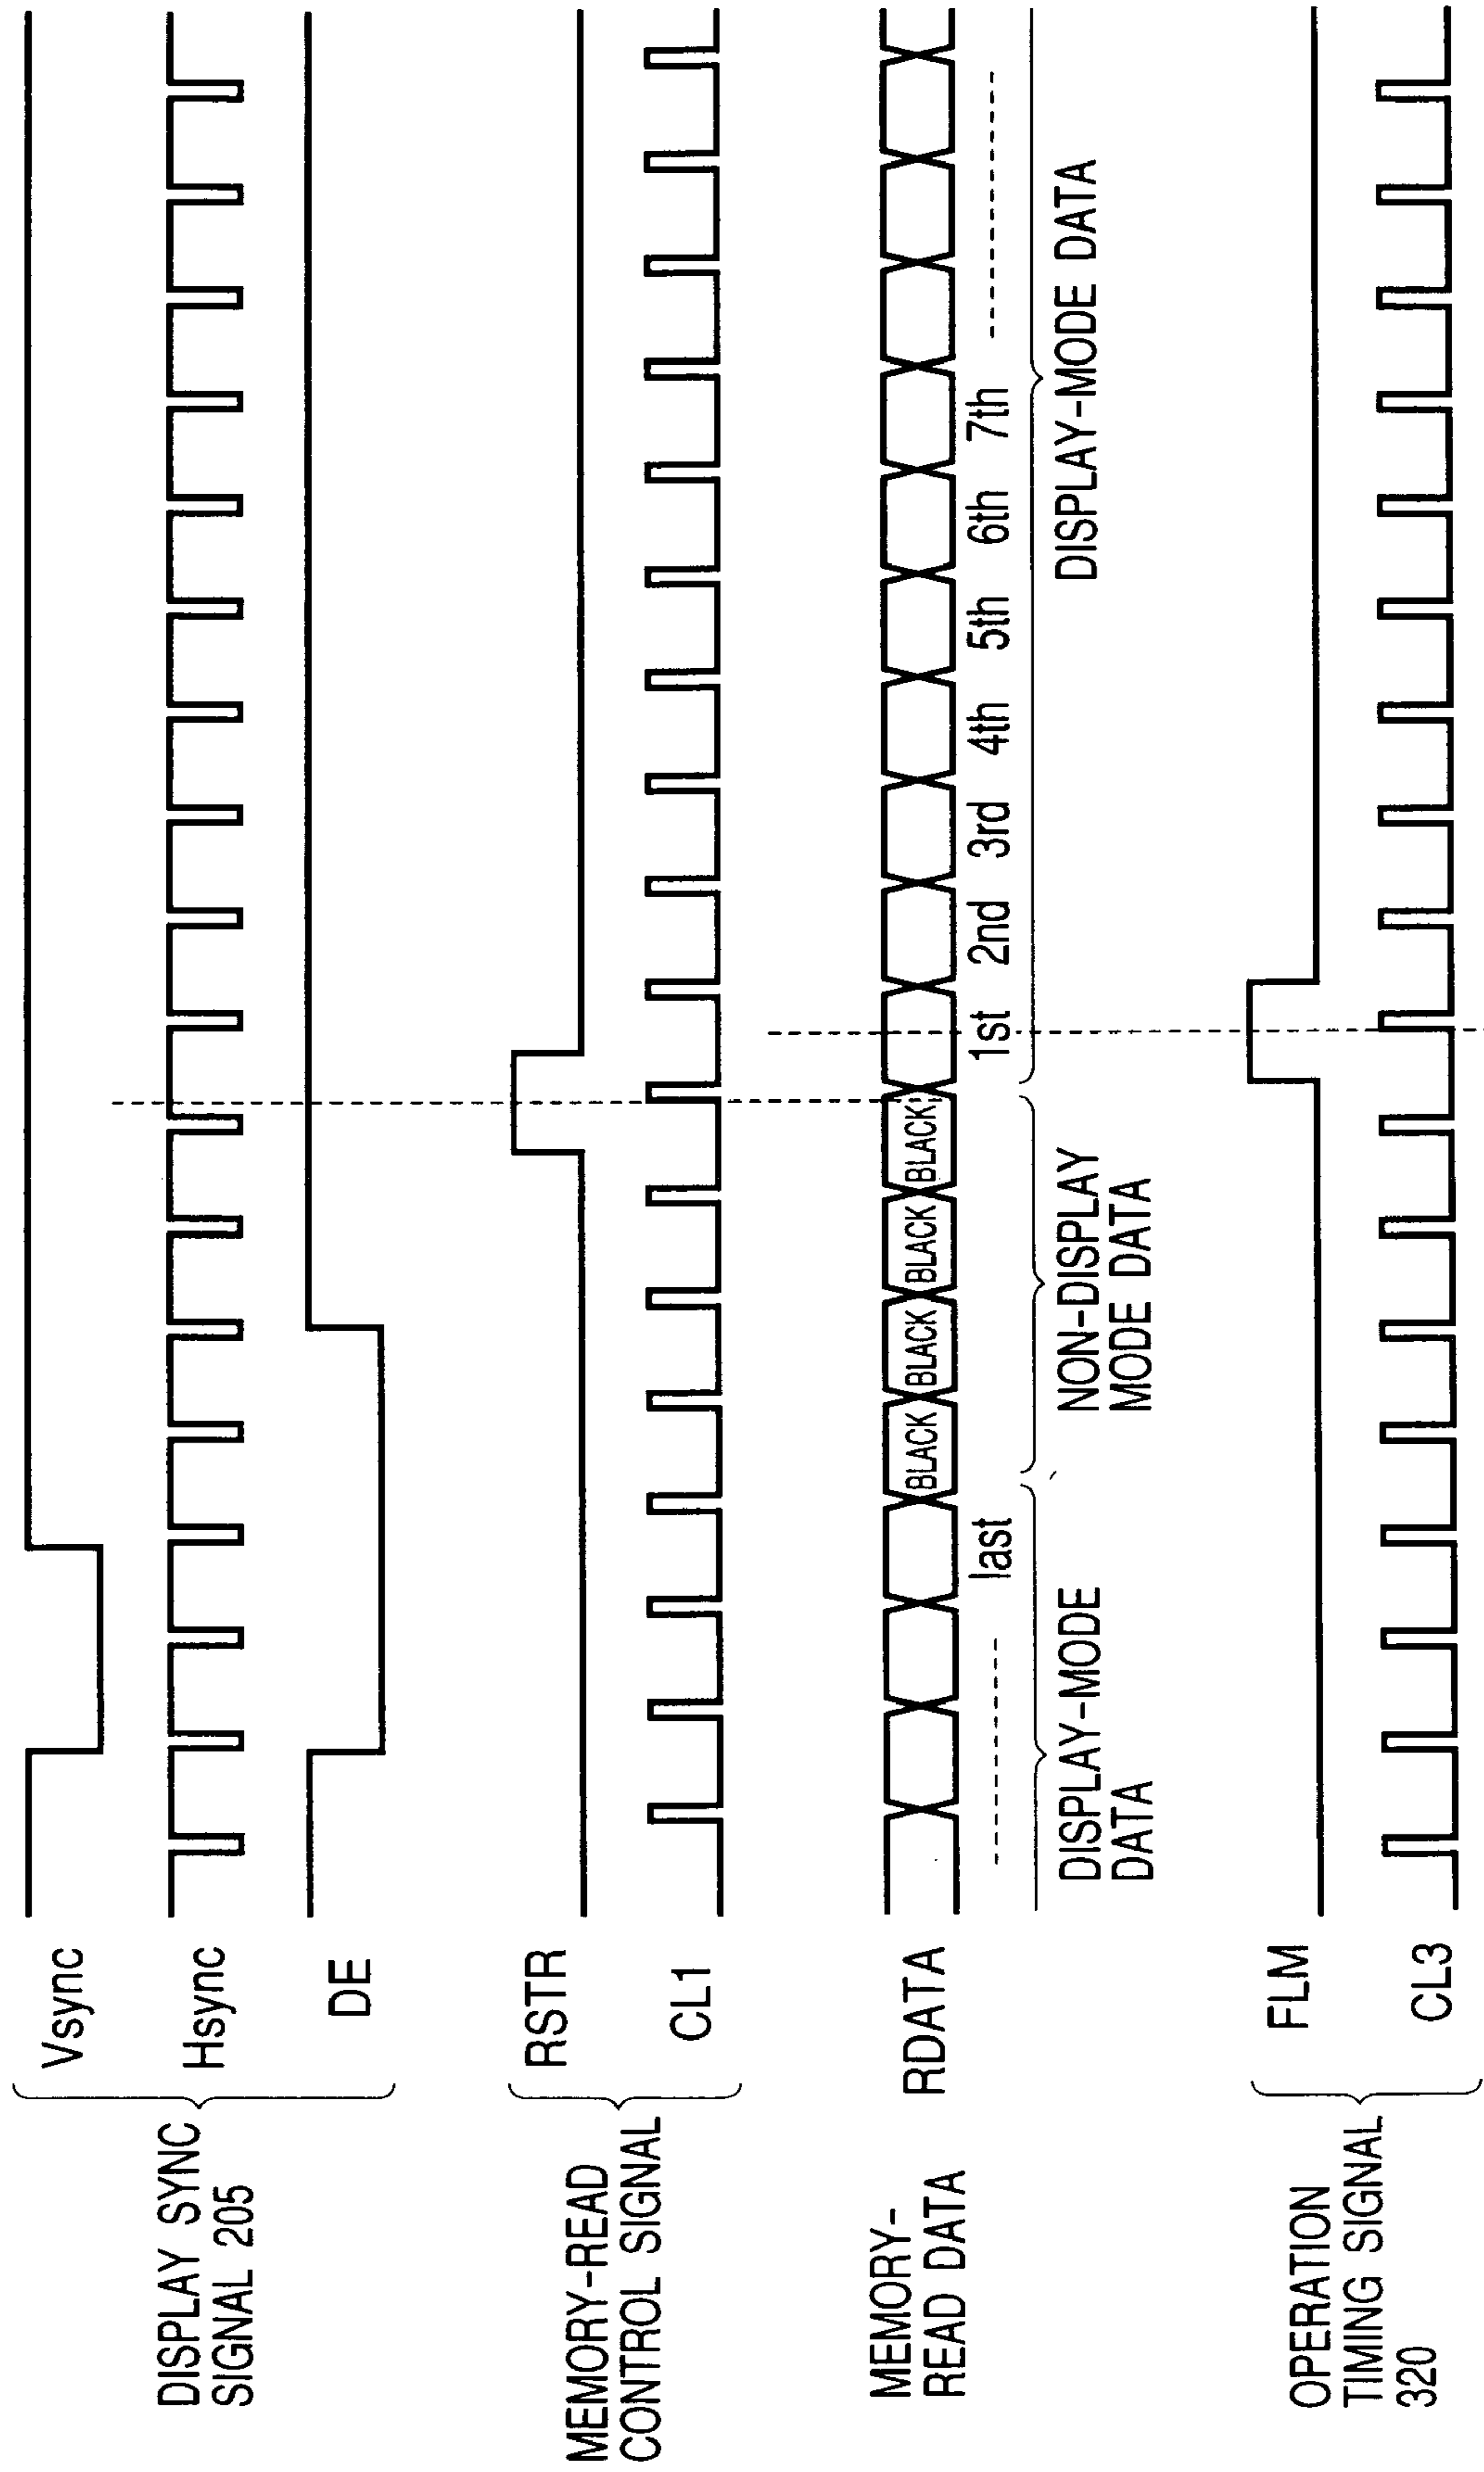 DISPLAY SYNC
SIGNAL 205
Vsync
Hsync
DE
MEMORY-READ
CONTROL SIGNAL
RSTR
CL1
MEMORY-
READ DATA
RDATA
BLACK BLACK BLACK BLACK
last 1st 2nd 3rd 4th 5th 6th 7th
DISPLAY-MODE
DATA
NON-DISPLAY
MODE DATA
DISPLAY-MODE DATA
OPERATION
TIMING SIGNAL
320
FLM
CL3